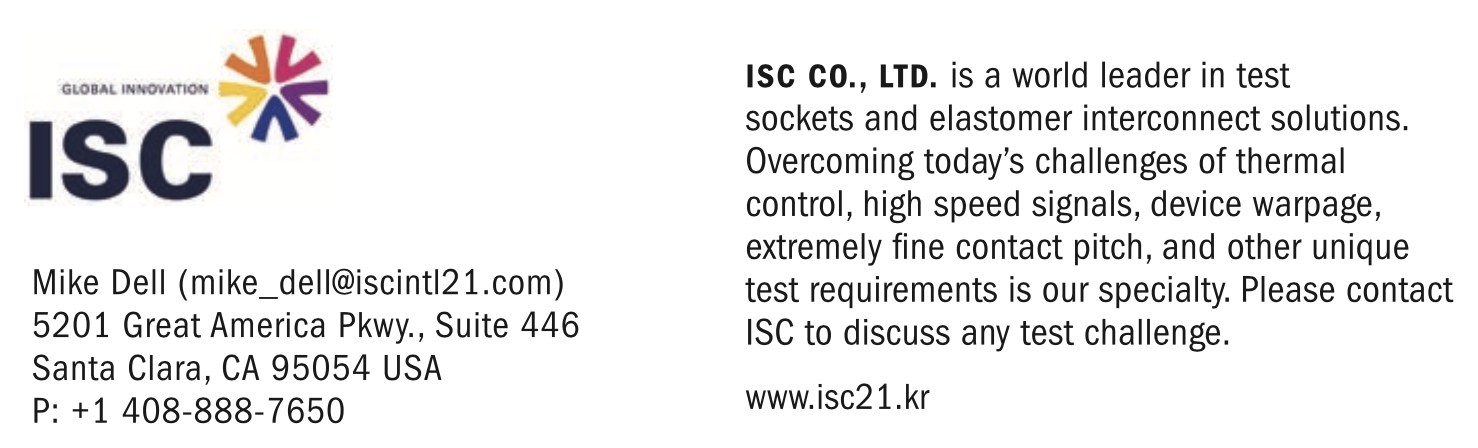 GLOBAL INNOVATION
ISC
Mike Dell (mike_dell@iscintl21.com)
5201 Great America Pkwy., Suite 446
Santa Clara, CA 95054 USA
P: +1 408-888-7650
ISC CO., LTD. is a world leader in test
sockets and elastomer interconnect solutions.
Overcoming today’s challenges of thermal
control, high speed signals, device warpage,
extremely fine contact pitch, and other unique
test requirements is our specialty. Please contact
ISC to discuss any test challenge.
www.isc21.kr